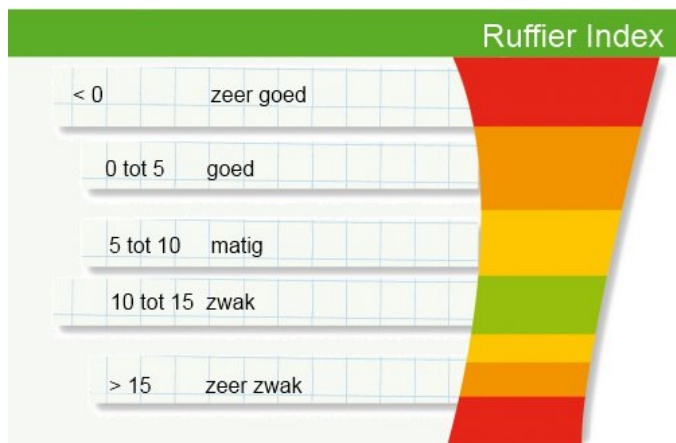 Ruffier Index
< 0 zeer goed
0 tot 5 goed
5 tot 10 matig
10 tot 15 zwak
> 15 zeer zwak